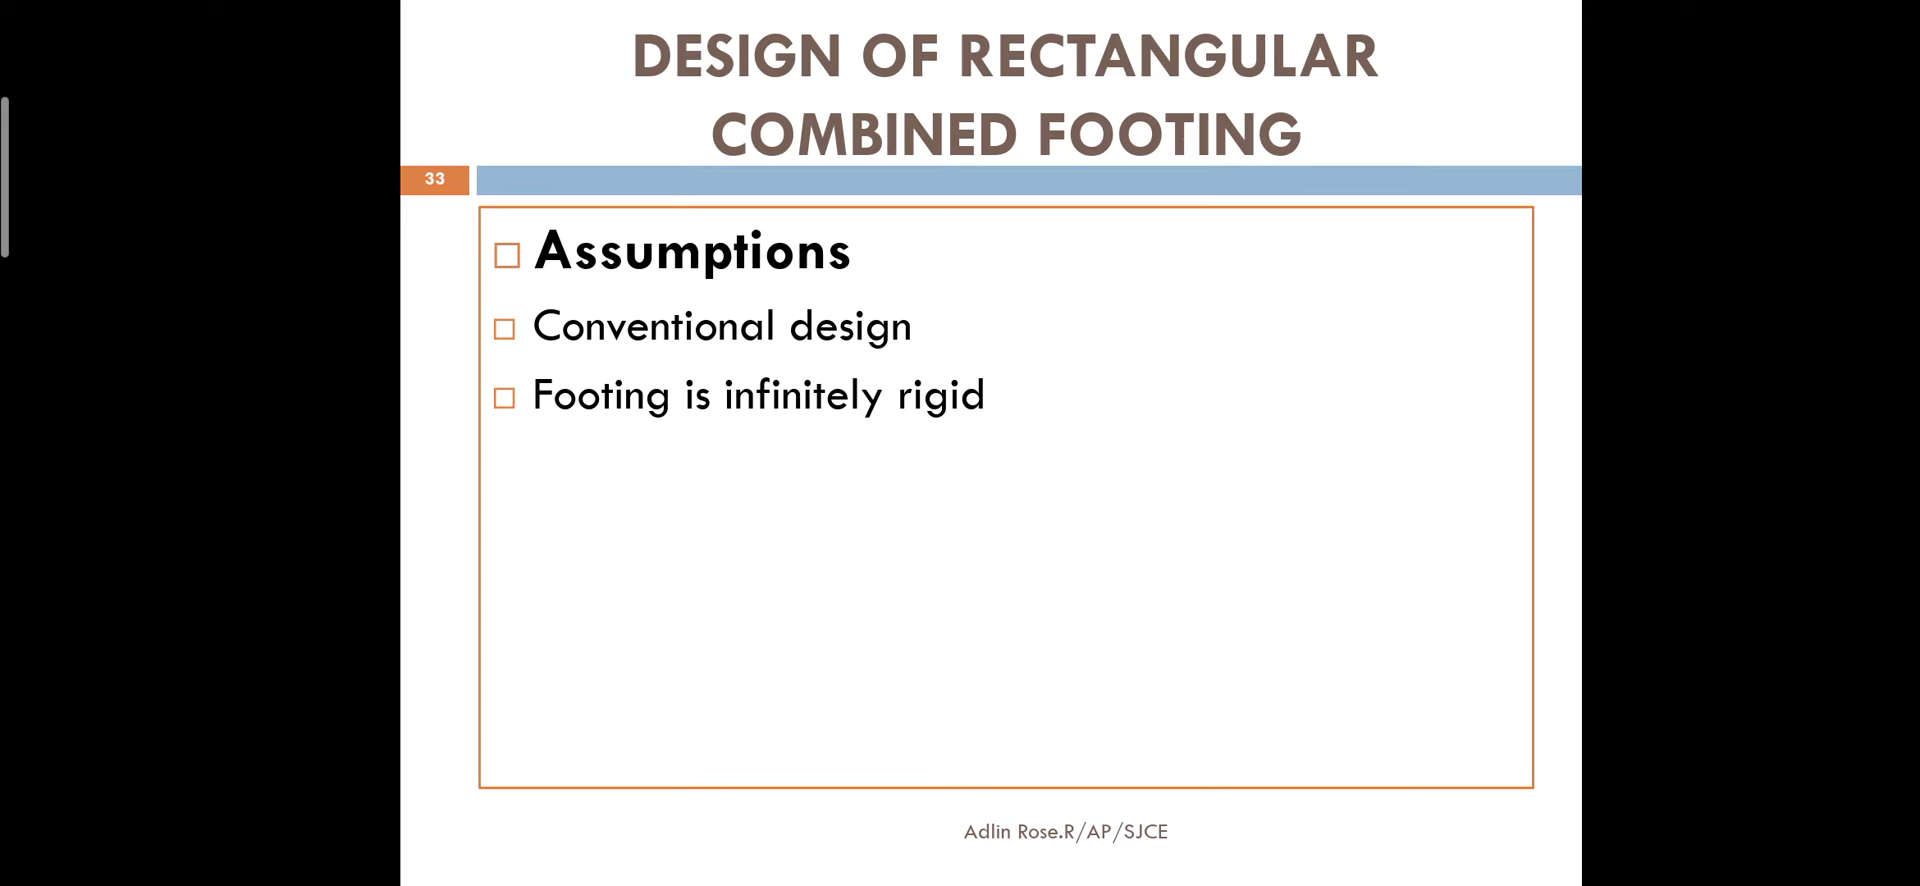 DESIGN OF RECTANGULAR
COMBINED FOOTING
33
Assumptions
Conventional design
Footing is infinitely rigid
Adlin Rose.R/AP/SJCE